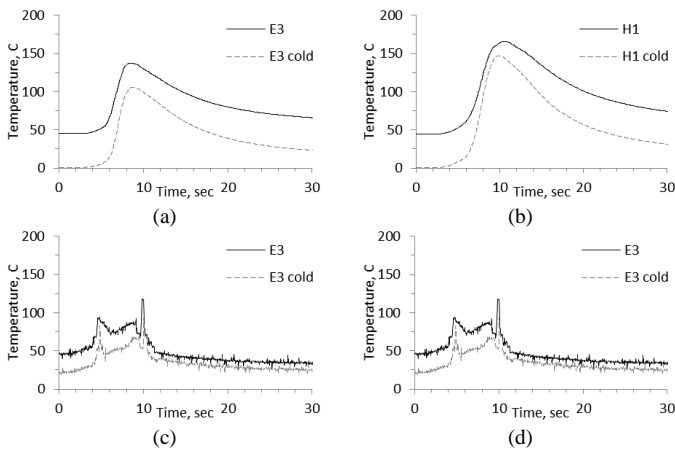 200
150
100
50
0
Temperature, C
E3
E3 cold
0
10
20
30
Time, sec
(a)
200
150
100
50
0
Temperature, C
H1
H1 cold
0
10
20
30
Time, sec
(b)
200
150
100
50
0
Temperature, C
E3
E3 cold
0
10
20
30
Time, sec
(c)
200
150
100
50
0
Temperature, C
E3
E3 cold
0
10
20
30
Time, sec
(d)